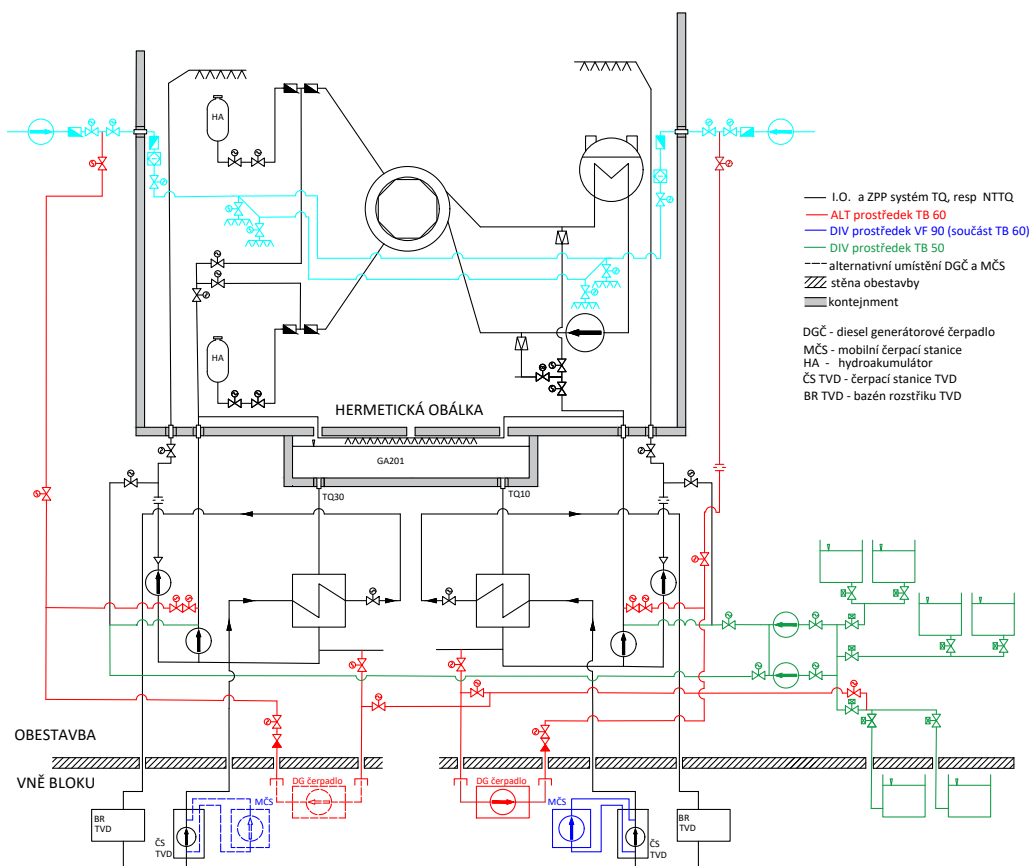 HA
I.O. a ZPP systém TQ, resp NTTQ
ALT prostředek TB 60
DIV prostředek VF 90 (součást TB 60)
DIV prostředek TB 50
alternativní umístění DGČ a MČS
stěna obestavby
kontejnment
DGČ - diesel generátorové čerpadlo
MČS - mobilní čerpací stanice
HA - hydroakumulátor
ČS TVD - čerpací stanice TVD
BR TVD - bazén rozstřiku TVD
HA
HERMETICKÁ OBÁLKA
GA201
TQ30
TQ10
OBESTAVBA
VNĚ BLOKU
DG čerpadlo
DG čerpadlo
MČS
MČS
BR
TVD
ČS
TVD
ČS
TVD
BR
TVD